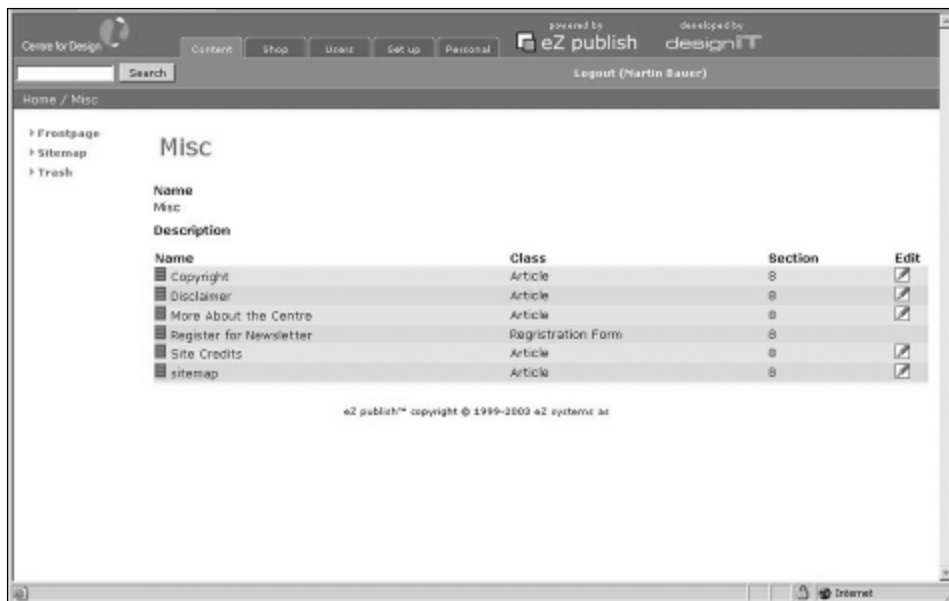 powered by developed by
Centre for Design Content Shop Users Set up Personal eZ publish designIT
Search Logout (Martin Bauer)
Home / Misc
Frontpage
Sitemap
Trash
Misc
Name
Misc
Description
Name Class Section Edit
Copyright Article 8
Disclaimer Article 8
More About the Centre Article 8
Register for Newsletter Regristration Form 8
Site Credits Article 8
sitemap Article 8
eZ publish™ copyright © 1999-2003 eZ systems as
Internet